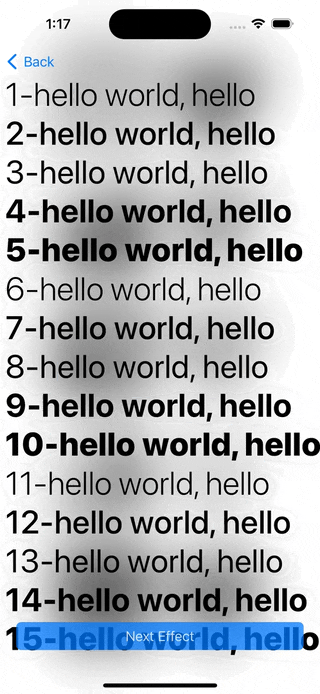 1:17
Back
1-hello world, hello
2-hello world, hello
3-hello world, hello
4-hello world, hello
5-hello world, hello
6-hello world, hello
7-hello world, hello
8-hello world, hello
9-hello world, hello
10-hello world, hello
11-hello world, hello
12-hello world, hello
13-hello world, hello
14-hello world, hello
15-hello world, hello
Next Effect